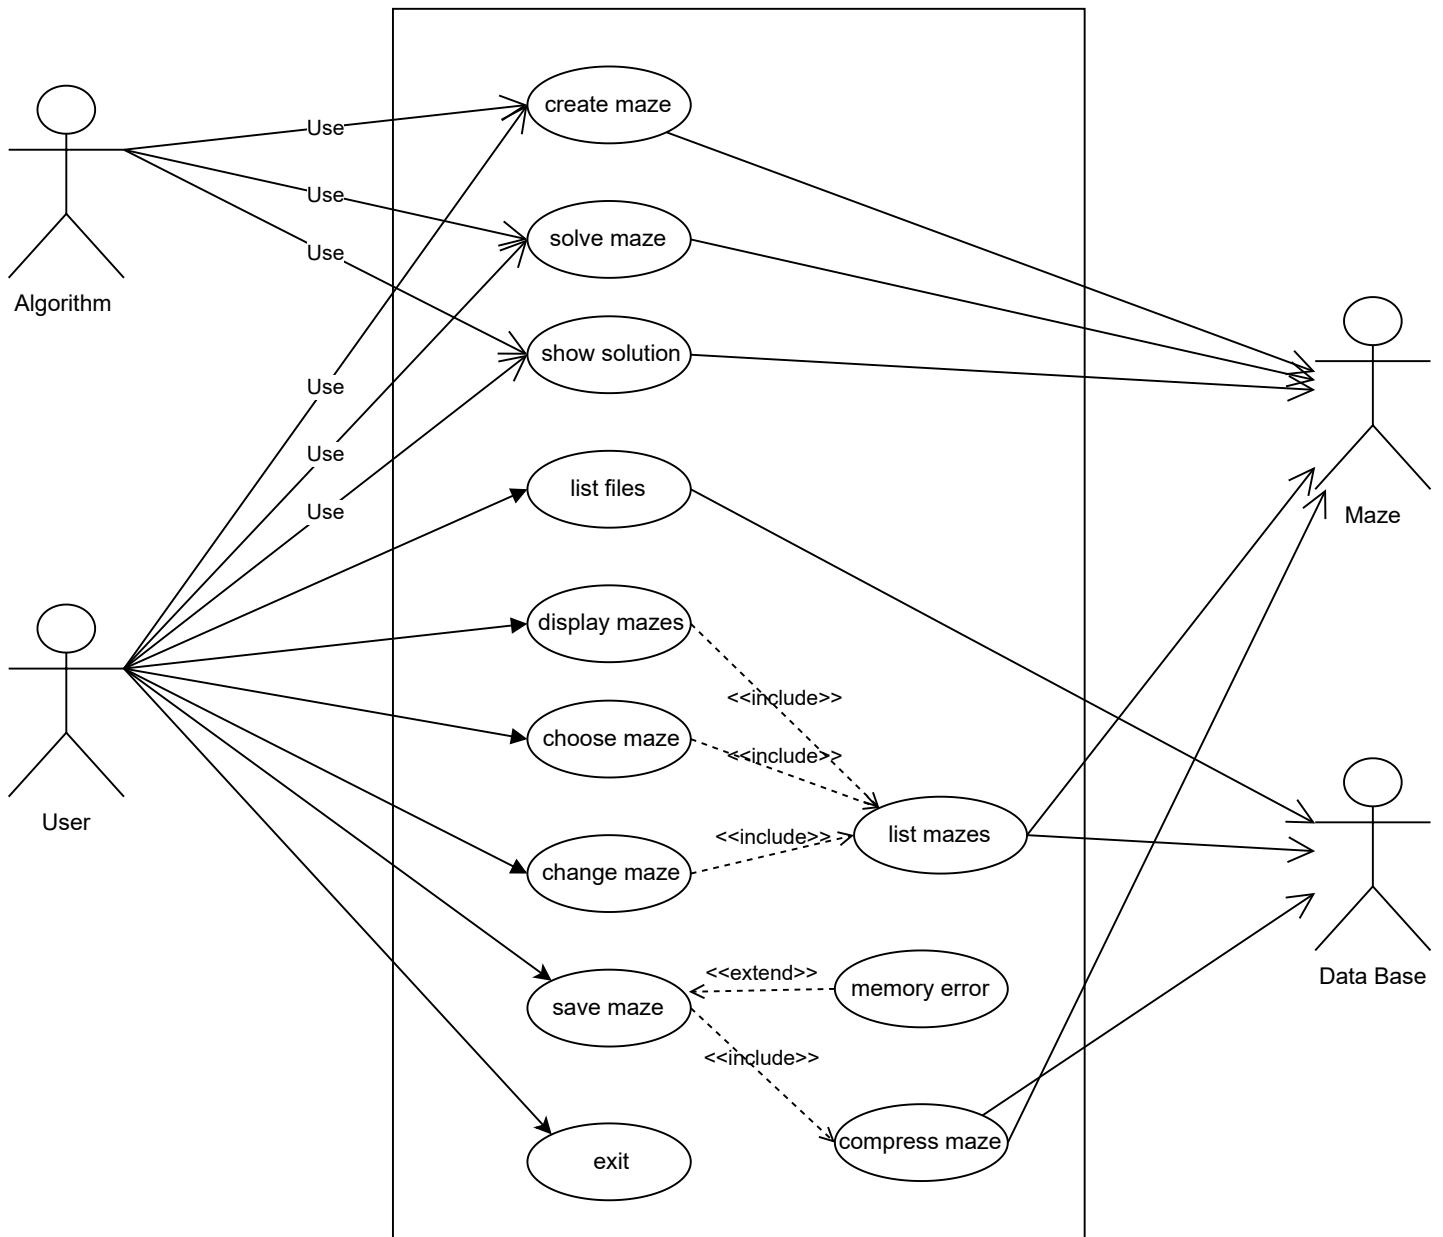 create maze
Use
Use
solve maze
Use
Algorithm
show solution
Use
Use
list files
Use
Maze
display mazes
<<include>>
choose maze
<<include>>
User
<<include>>
list mazes
change maze
<<extend>>
memory error
Data Base
save maze
<<include>>
compress maze
exit